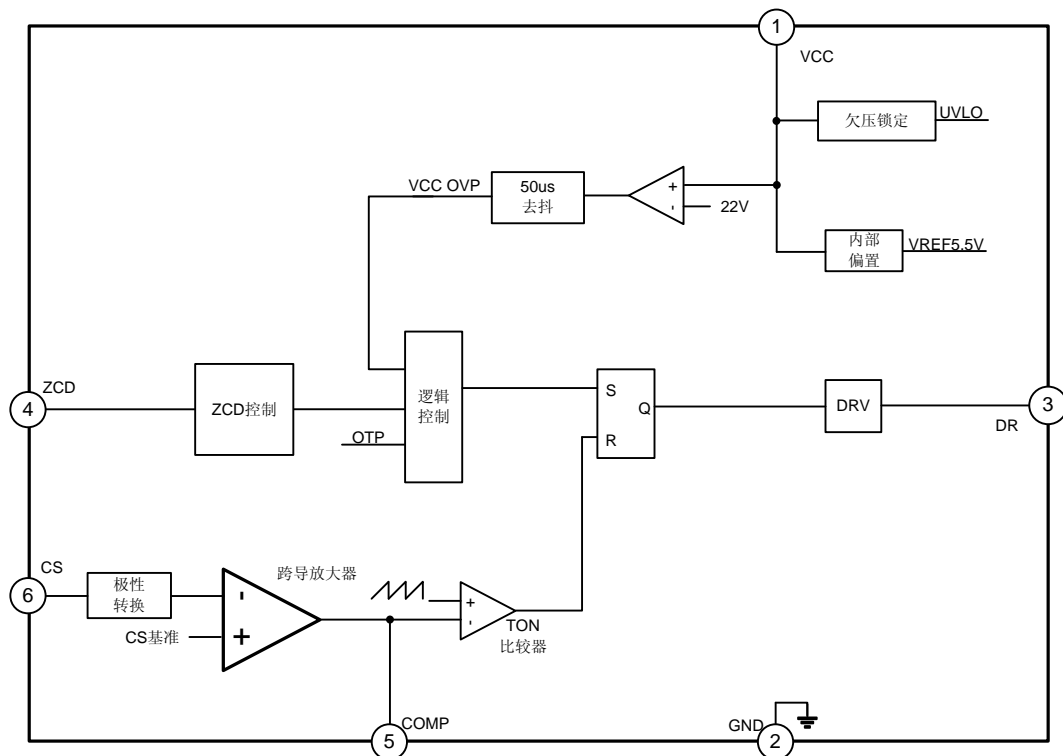 1
VCC
欠压锁定
UVLO
VCC OVP
50us
去抖
+
-
22V
内部
偏置
VREF5.5V
4
ZCD
ZCD控制
OTP
逻辑
控制
S
R
Q
DRV
3
DR
6
CS
极性
转换
CS基准
-
+
跨导放大器
+
-
TON
比较器
5
COMP
GND
2